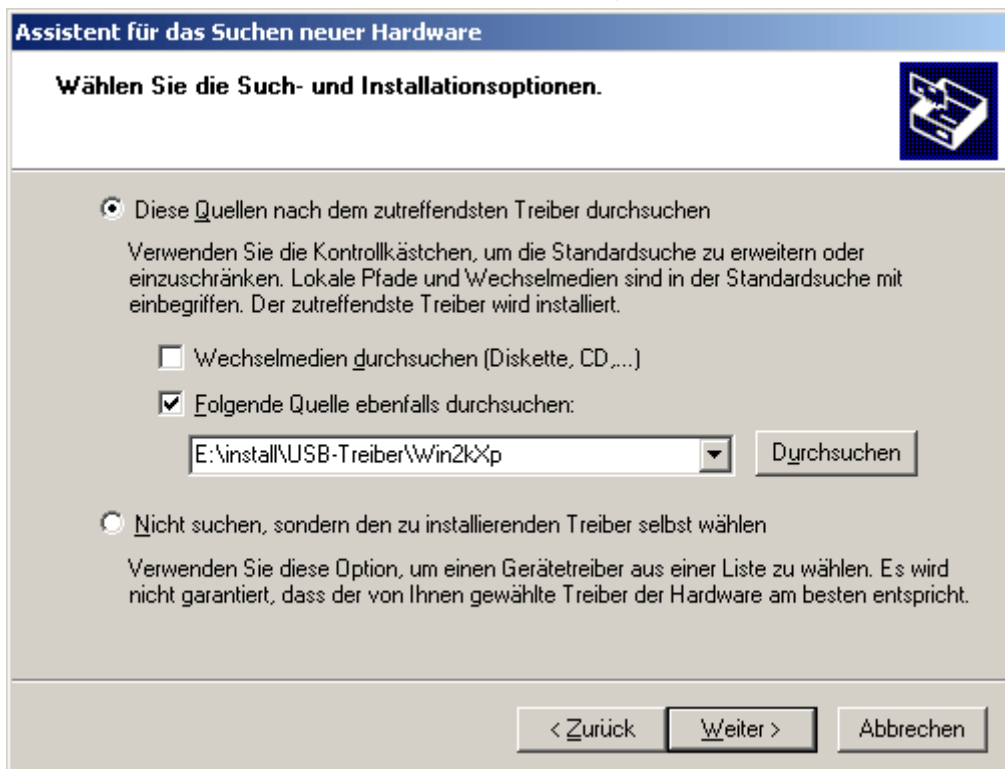 Assistent für das Suchen neuer Hardware
Wählen Sie die Such- und Installationsoptionen.
Diese Quellen nach dem zutreffendsten Treiber durchsuchen
Verwenden Sie die Kontrollkästchen, um die Standardsuche zu erweitern oder
einzuschränken. Lokale Pfade und Wechselmedien sind in der Standardsuche mit
einbegriffen. Der zutreffendste Treiber wird installiert.
Wechselmedien durchsuchen (Diskette, CD,...)
Folgende Quelle ebenfalls durchsuchen:
E:\install\USB-Treiber\Win2kXp
Durchsuchen
Nicht suchen, sondern den zu installierenden Treiber selbst wählen
Verwenden Sie diese Option, um einen Gerätetreiber aus einer Liste zu wählen. Es wird
nicht garantiert, dass der von Ihnen gewählte Treiber der Hardware am besten entspricht.
< Zurück Weiter > Abbrechen